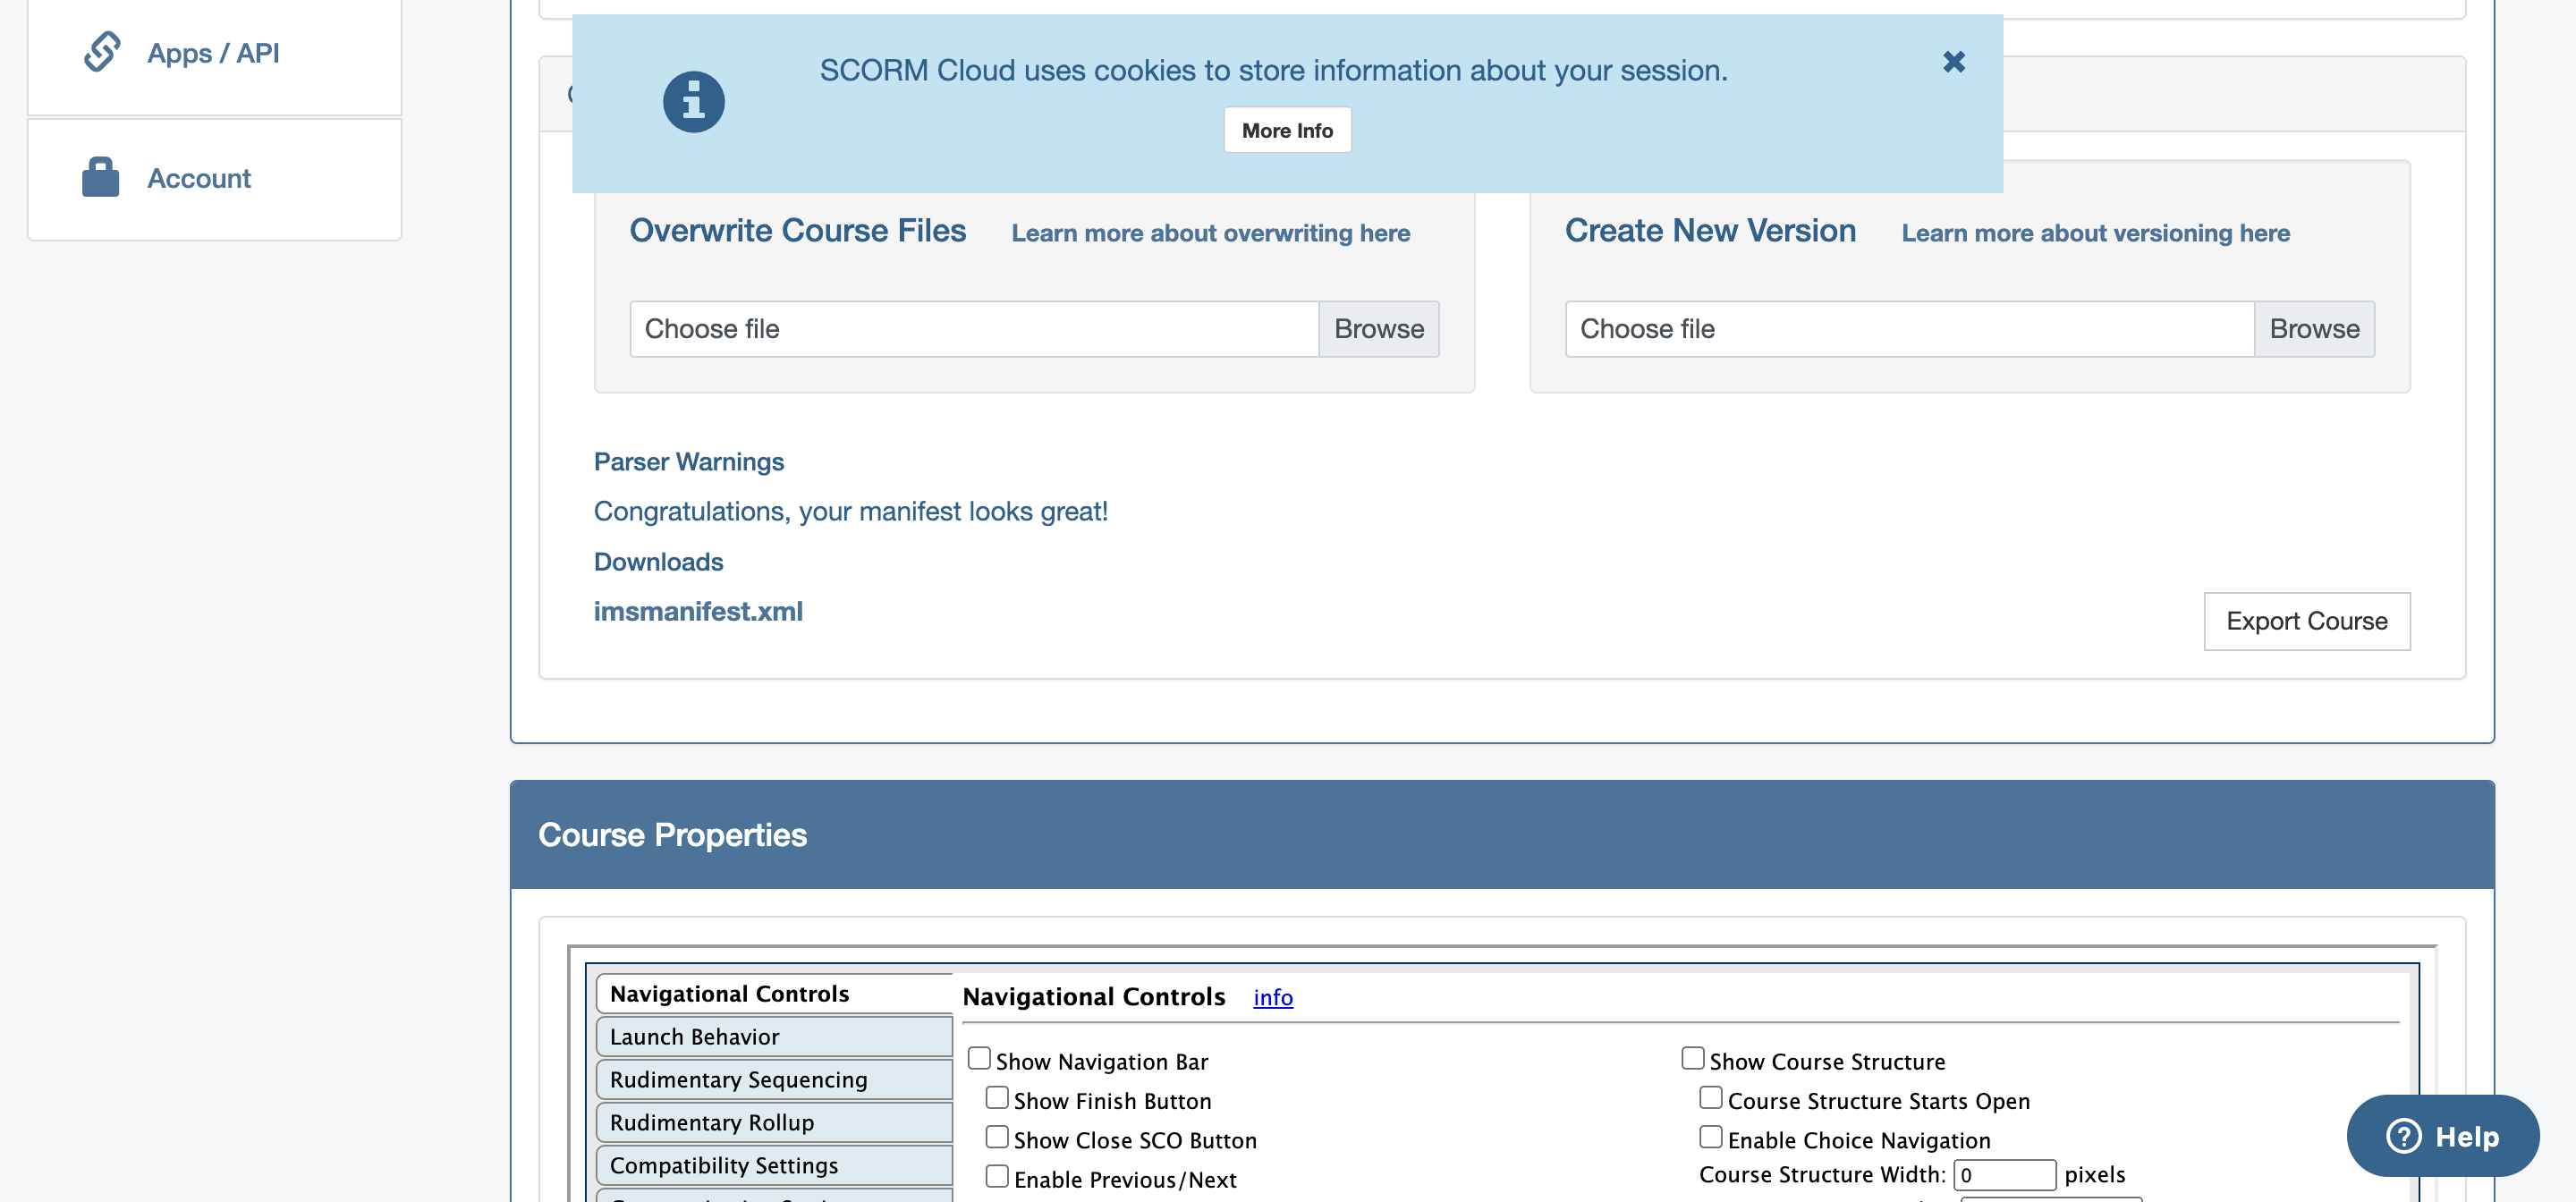 Apps / API
Account
SCORM Cloud uses cookies to store information about your session.
More Info
Overwrite Course Files
Learn more about overwriting here
Choose file
Browse
Create New Version
Learn more about versioning here
Choose file
Browse
Parser Warnings
Congratulations, your manifest looks great!
Downloads
imsmanifest.xml
Export Course
Course Properties
Navigational Controls
Launch Behavior
Rudimentary Sequencing
Rudimentary Rollup
Compatibility Settings
Navigational Controls info
Show Navigation Bar
Show Finish Button
Show Close SCO Button
Enable Previous/Next
Show Course Structure
Course Structure Starts Open
Enable Choice Navigation
Course Structure Width: 0 pixels
Help